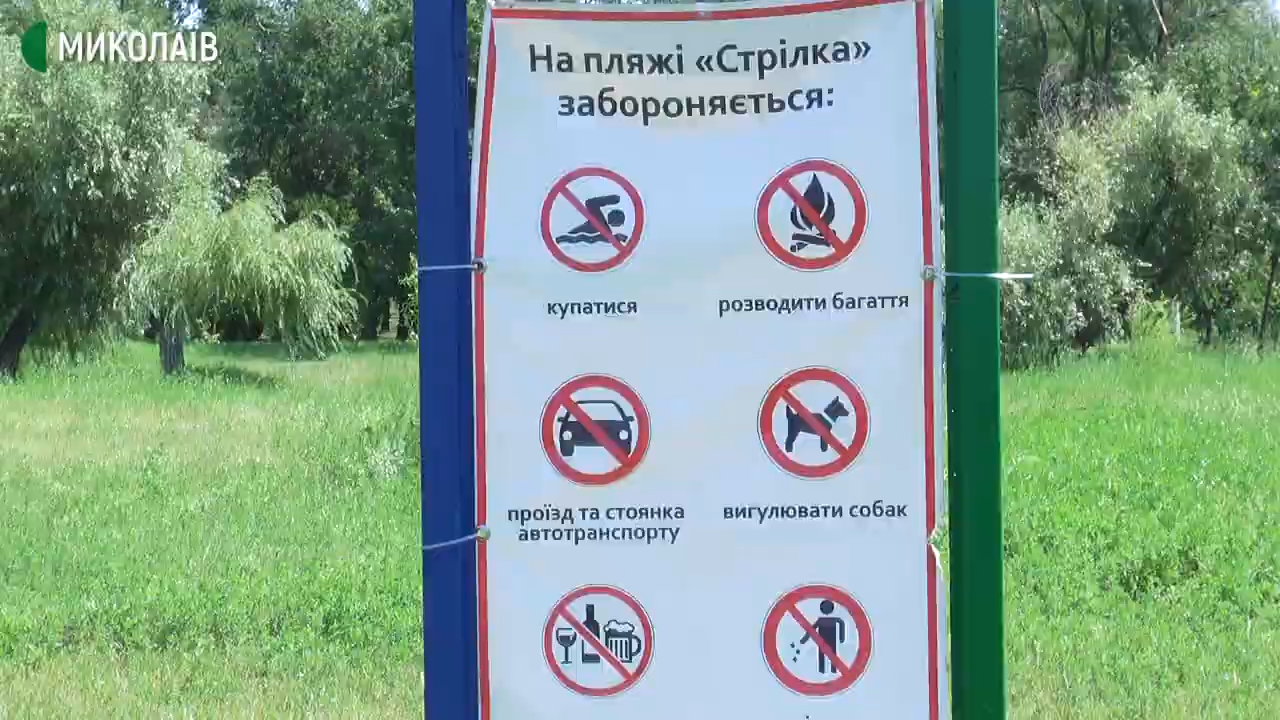 МИКОЛАЇВ
На пляжі «Стрілка»
забороняється:
купатися
розводити багаття
проїзд та стоянка
автотранспорту
вигулювати собак